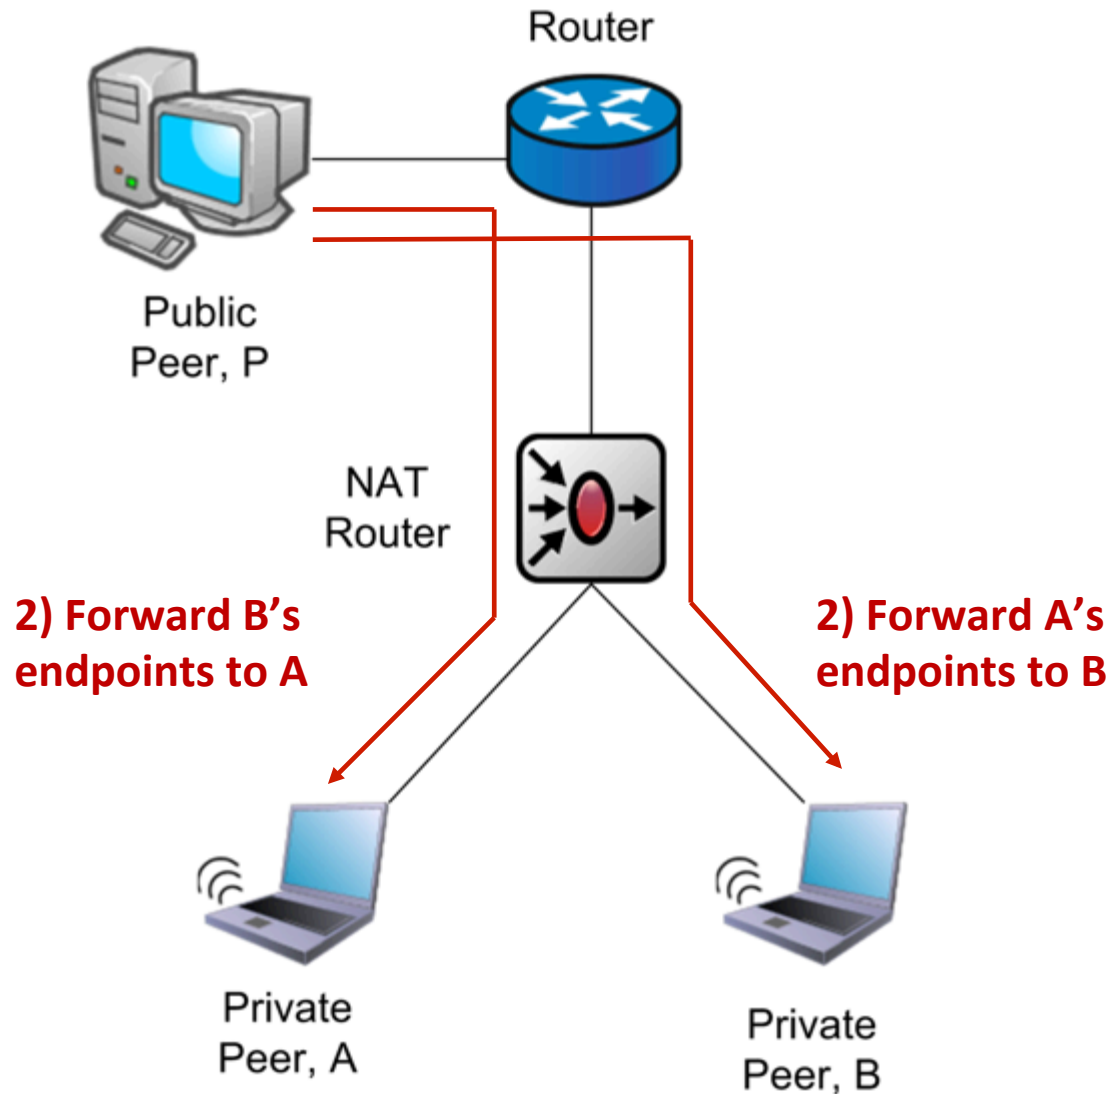 Router
Public
Peer, P
NAT
Router
2) Forward B’s
endpoints to A
2) Forward A’s
endpoints to B
Private
Peer, A
Private
Peer, B